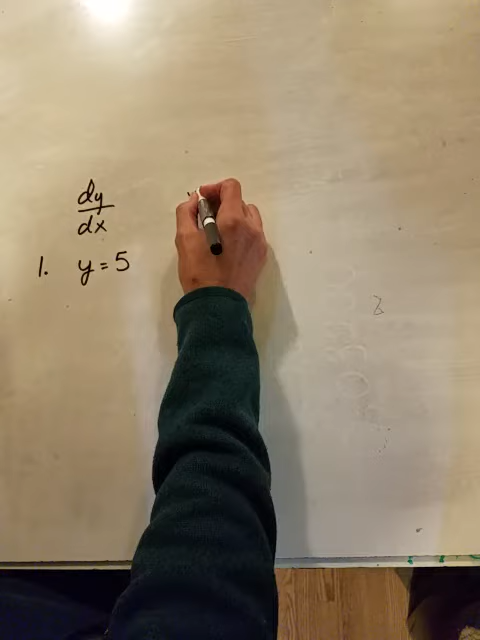 dy
dx
1. y = 5